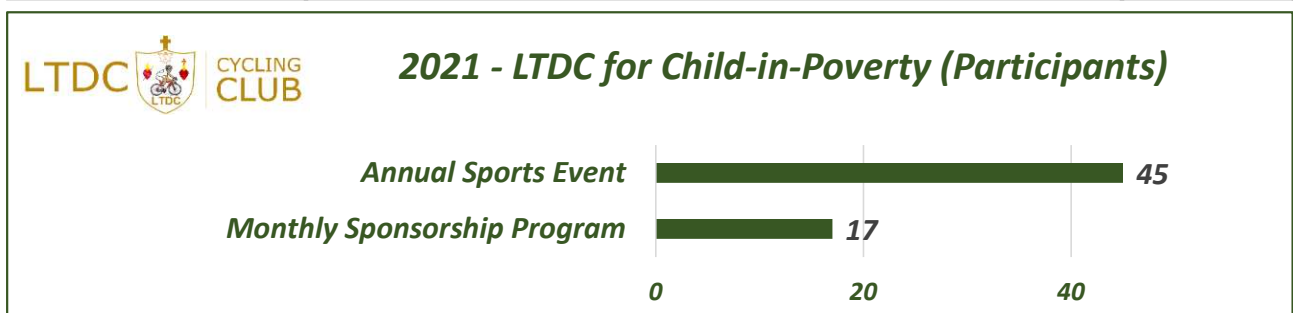 LTDC
LTDC
CYCLING
CLUB
2021 - LTDC for Child-in-Poverty (Participants)
Annual Sports Event
45
Monthly Sponsorship Program
17
0 20 40